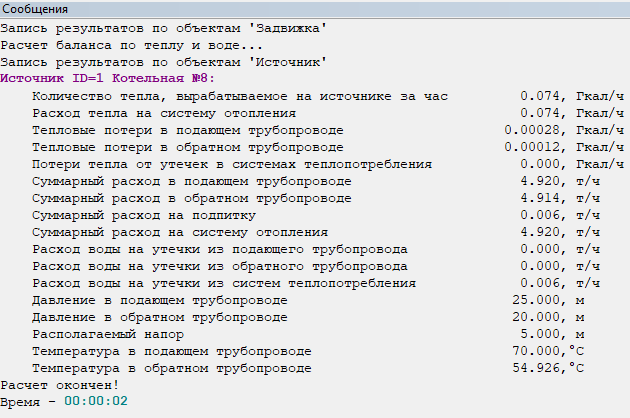 Сообщения
Запись результатов по объектам 'Задвижка'
Расчет баланса по теплу и воде...
Запись результатов по объектам 'Источник'
Источник ID=1 Котельная №8:
Количество тепла, вырабатываемое на источнике за час 0.074, Гкал/ч
Расход тепла на систему отопления 0.074, Гкал/ч
Тепловые потери в подающем трубопроводе 0.00028, Гкал/ч
Тепловые потери в обратном трубопроводе 0.00012, Гкал/ч
Потери тепла от утечек в системах теплопотребления 0.000, Гкал/ч
Суммарный расход в подающем трубопроводе 4.920, т/ч
Суммарный расход в обратном трубопроводе 4.914, т/ч
Суммарный расход на подпитку 0.006, т/ч
Суммарный расход на систему отопления 4.920, т/ч
Расход воды на утечки из подающего трубопровода 0.000, т/ч
Расход воды на утечки из обратного трубопровода 0.000, т/ч
Расход воды на утечки из систем теплопотребления 0.006, т/ч
Давление в подающем трубопроводе 25.000, м
Давление в обратном трубопроводе 20.000, м
Располагаемый напор 5.000, м
Температура в подающем трубопроводе 70.000,°C
Температура в обратном трубопроводе 54.926,°C
Расчет окончен!
Время - 00:00:02